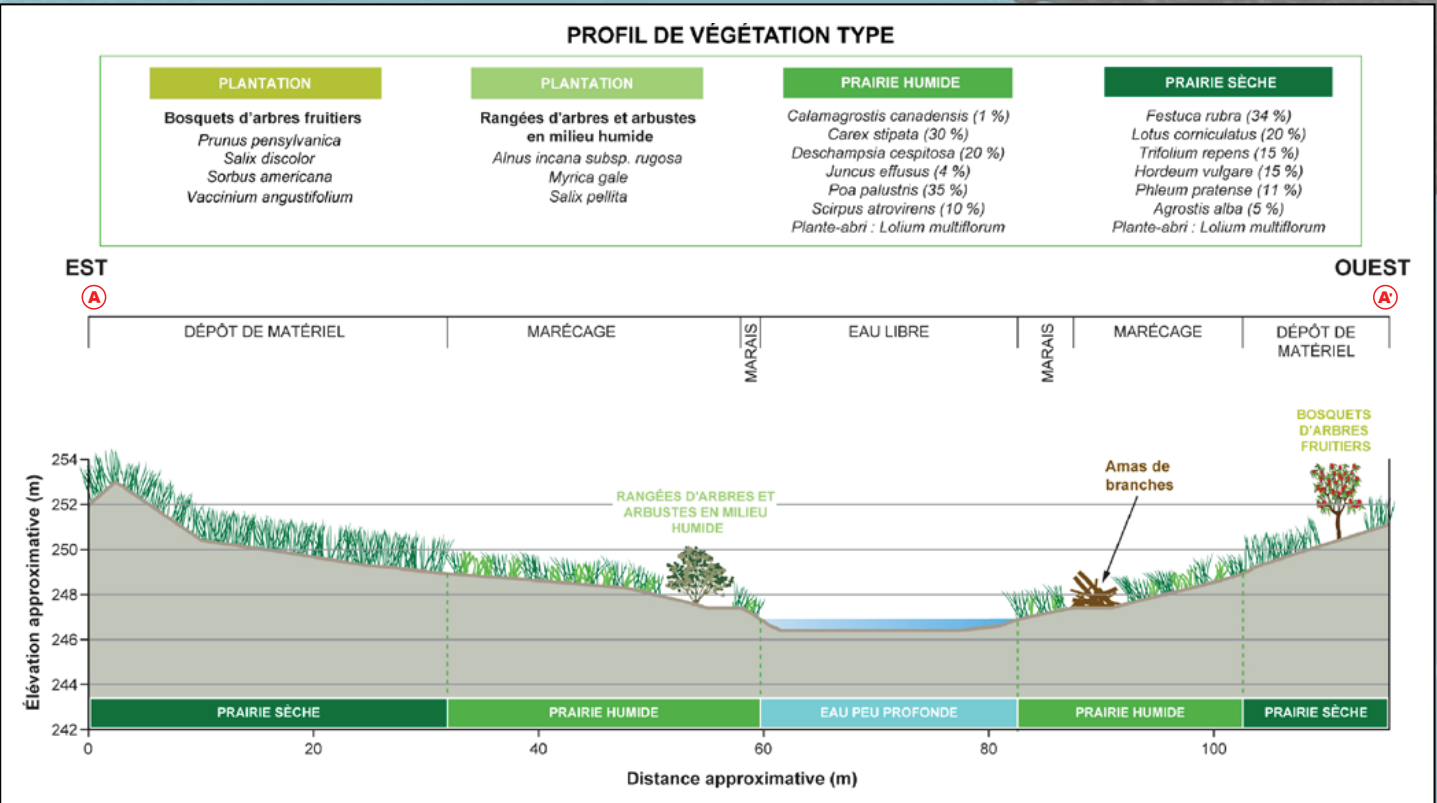 PROFIL DE VÉGÉTATION TYPE
PLANTATION
Bosquets d'arbres fruitiers
Prunus pensylvanica
Salix discolor
Sorbus americana
Vaccinium angustifolium
PLANTATION
Rangées d'arbres et arbustes
en milieu humide
Alnus incana subsp. rugosa
Myrica gale
Salix pellita
PRAIRIE HUMIDE
Calamagrostis canadensis (1 %)
Carex stipata (30 %)
Deschampsia cespitosa (20 %)
Juncus effusus (4 %)
Poa palustris (35 %)
Scirpus atrovirens (10 %)
Plante-abri : Lolium multiflorum
PRAIRIE SÈCHE
Festuca rubra (34 %)
Lotus corniculatus (20 %)
Trifolium repens (15 %)
Hordeum vulgare (15 %)
Phleum pratense (11 %)
Agrostis alba (5 %)
Plante-abri : Lolium multiflorum
EST
A
OUEST
A'
DÉPÔT DE MATÉRIEL
MARÉCAGE
MARAIS
EAU LIBRE
MARAIS
MARÉCAGE
DÉPÔT DE
MATÉRIEL
BOSQUETS
D'ARBRES
FRUITIERS
Amas de
branches
RANGÉES D'ARBRES ET
ARBUSTES EN MILIEU
HUMIDE
Élévation approximative (m)
254
252
250
248
246
244
242
PRAIRIE SÈCHE
PRAIRIE HUMIDE
EAU PEU PROFONDE
PRAIRIE HUMIDE
PRAIRIE SÈCHE
0
20
40
60
80
100
Distance approximative (m)